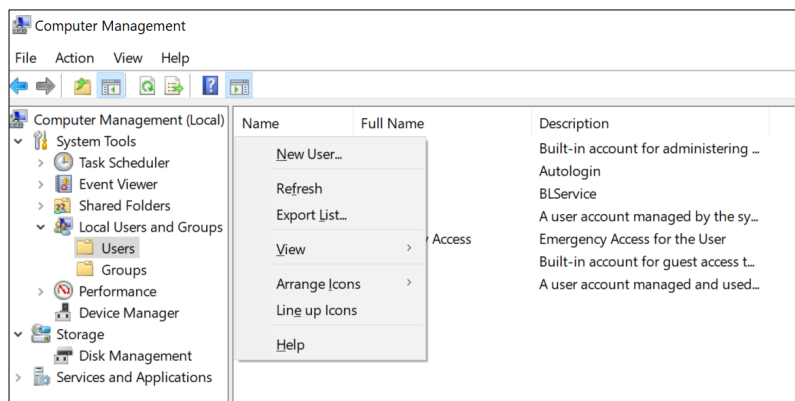 Computer Management
File Action View Help
Computer Management (Local)
System Tools
Task Scheduler
Event Viewer
Shared Folders
Local Users and Groups
Users
Groups
Performance
Device Manager
Storage
Disk Management
Services and Applications
Name Full Name Description
New User...
Refresh
Export List...
View
Arrange Icons
Line up Icons
Help
Access
Built-in account for administering ...
Autologin
BLService
A user account managed by the sy...
Emergency Access for the User
Built-in account for guest access t...
A user account managed and used...